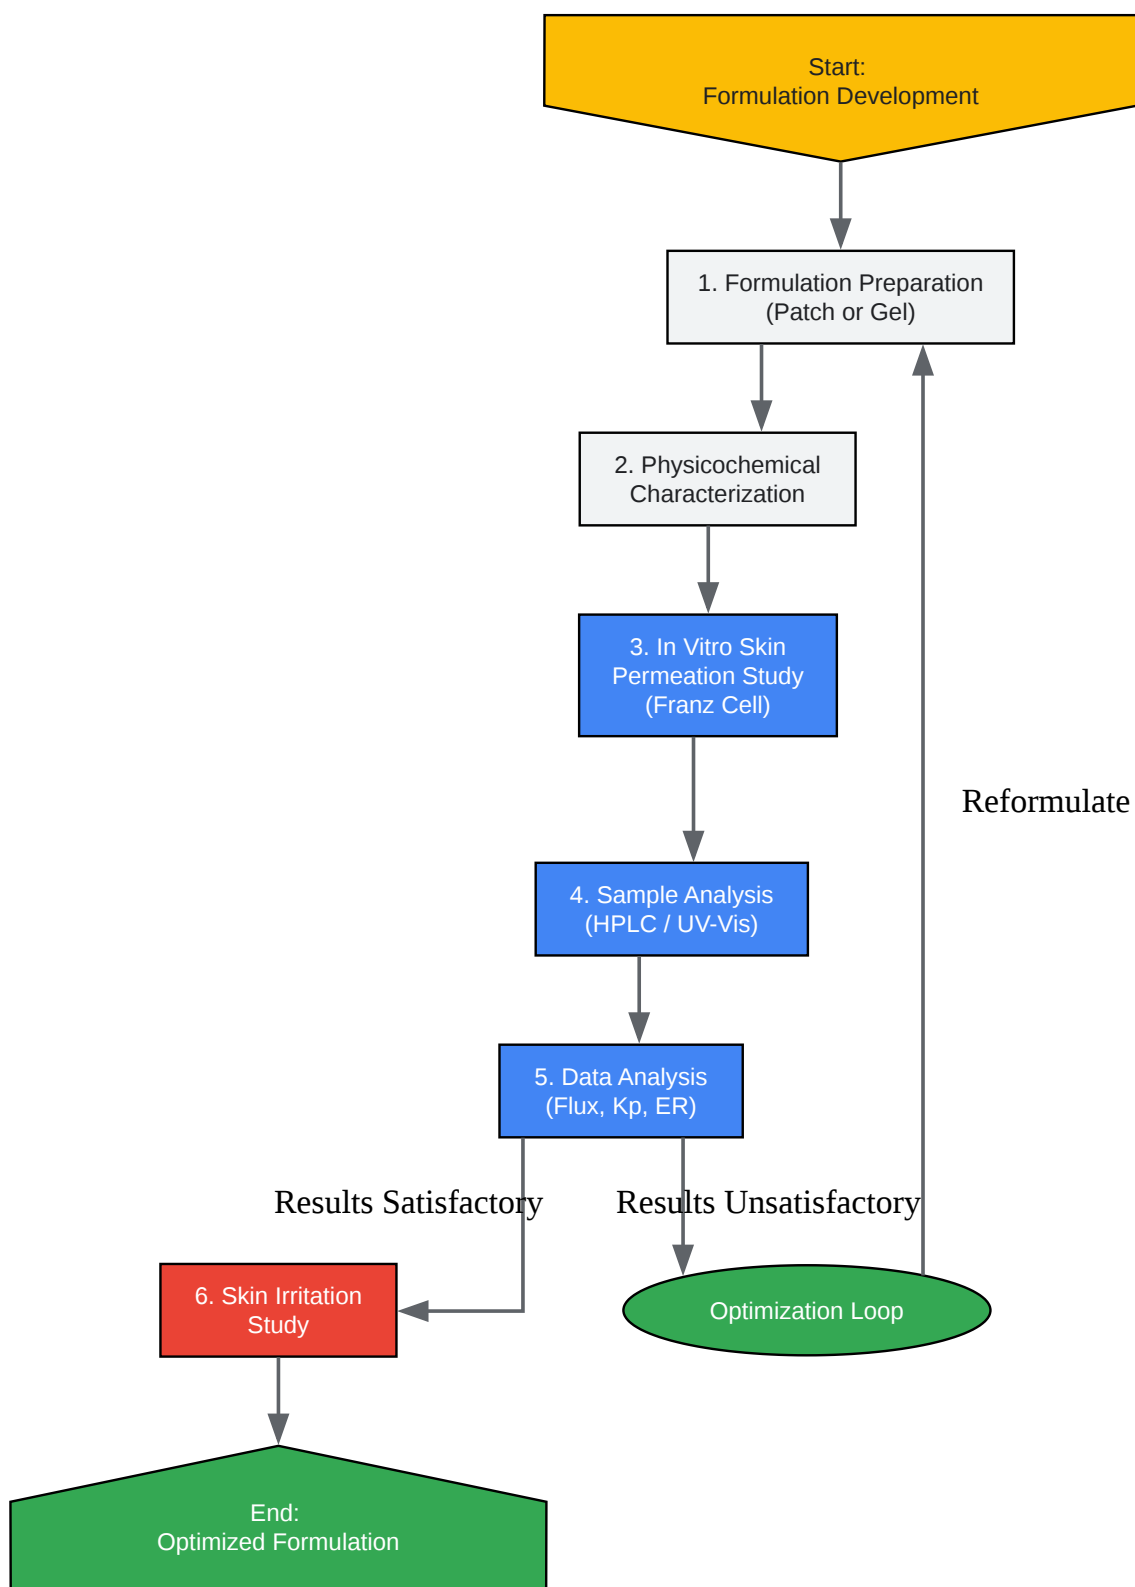 Start:
Formulation Development
1. Formulation Preparation
(Patch or Gel)
2. Physicochemical
Characterization
3. In Vitro Skin
Permeation Study
(Franz Cell)
Reformulate
4. Sample Analysis
(HPLC / UV-Vis)
5. Data Analysis
(Flux, Kp, ER)
Results Satisfactory
Results Unsatisfactory
6. Skin Irritation
Study
Optimization Loop
End:
Optimized Formulation